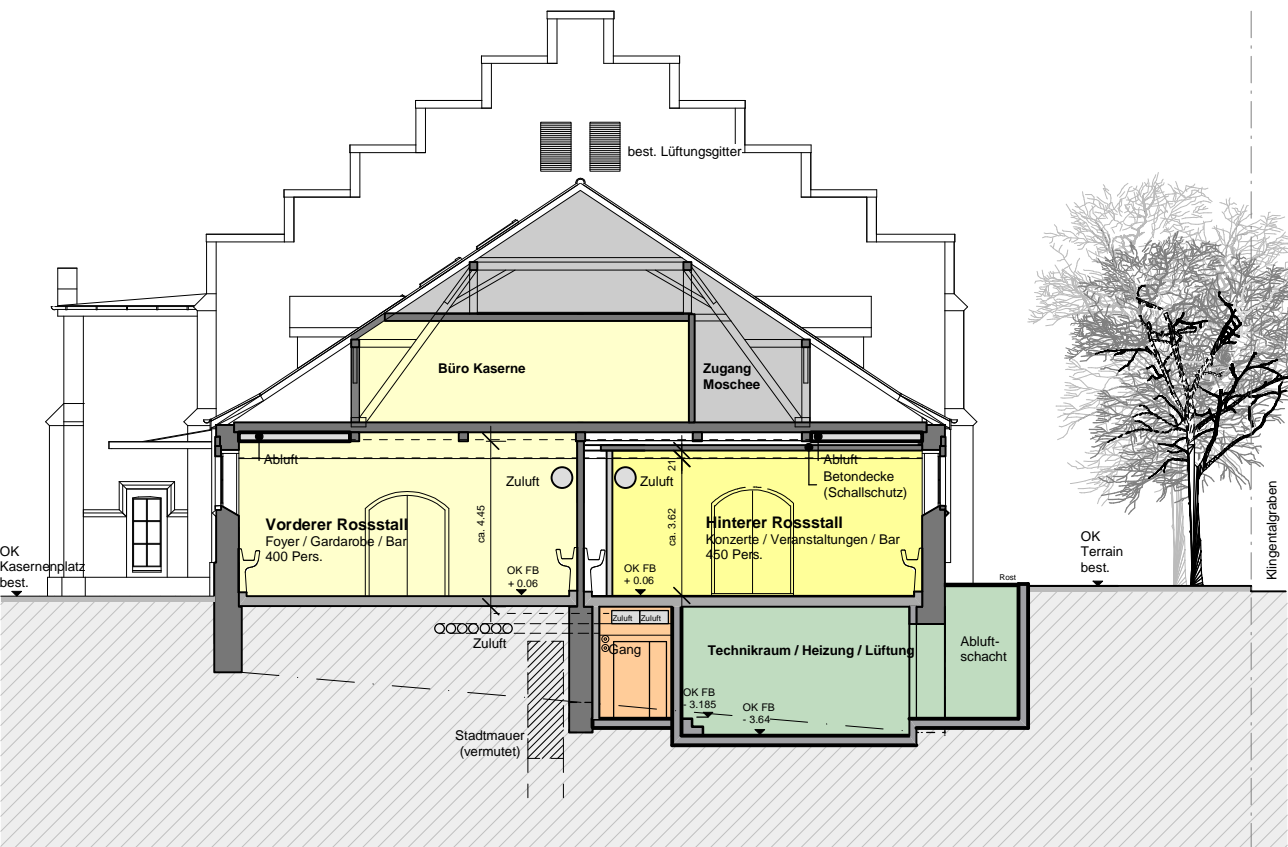 best. Lüftungsgitter
Büro Kaserne
Zugang
Moschee
Abluft
Zuluft
ca. 4.45
Vorderer Rossstall
Foyer / Gardarobe / Bar
400 Pers.
OK FB
+ 0.06
Zuluft
21
ca. 3.62
Abluft
Betondecke
(Schallschutz)
Hinterer Rossstall
Konzerte / Veranstaltungen / Bar
450 Pers.
OK FB
+ 0.06
OK
Kasernenplatz
best.
OK
Terrain
best.
Klingentalgraben
Rost
Zuluft
Zuluft Zuluft
Gang
Technikraum / Heizung / Lüftung
Abluft-
schacht
OK FB
- 3.185
OK FB
- 3.64
Stadtmauer
(vermutet)